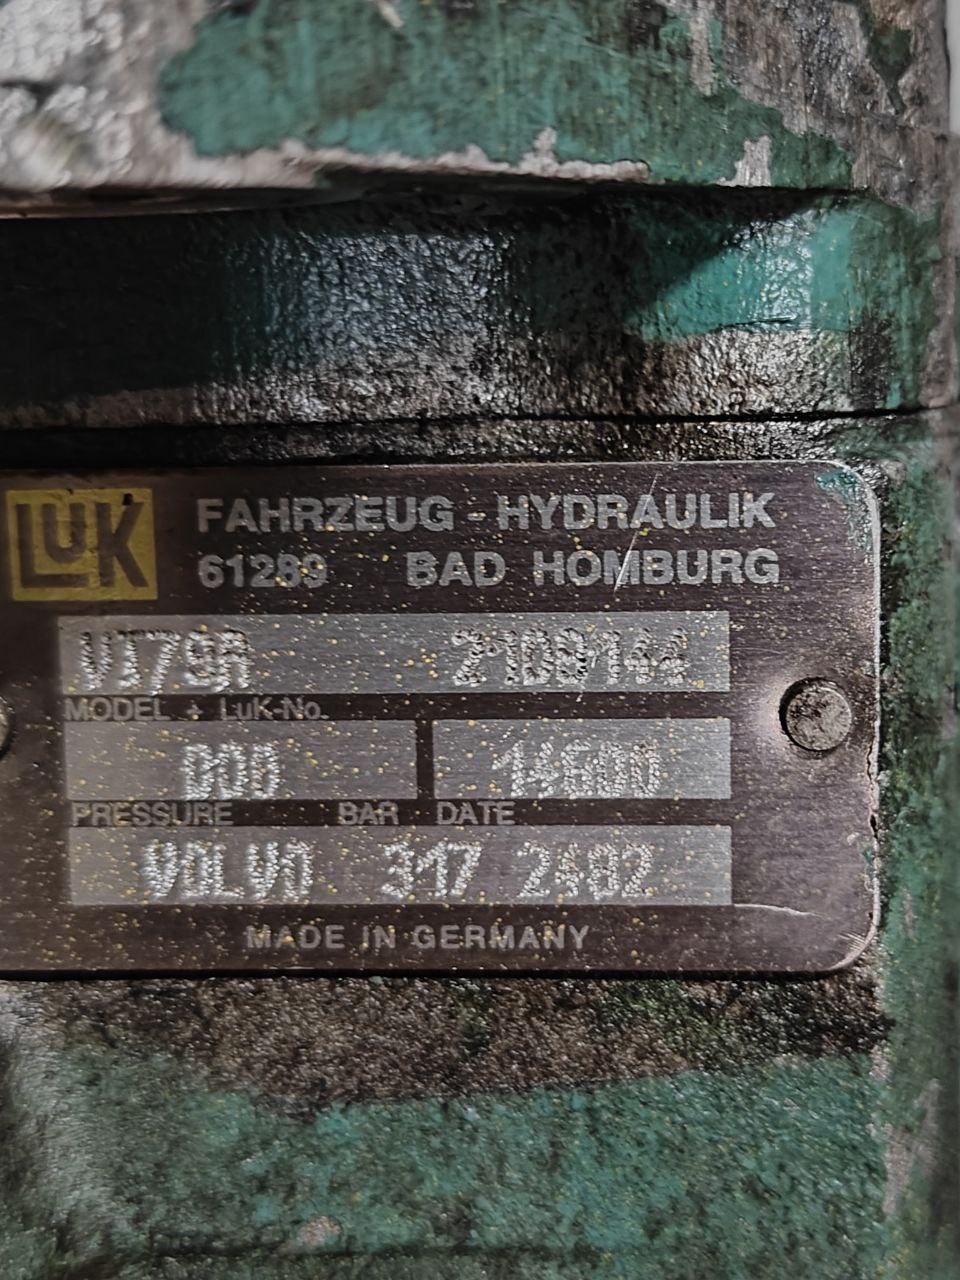 LUK FAHRZEUG - HYDRAULIK
61289 BAD HOMBURG
VT79A 2108144
MODEL + LuK-No.
000 14600
PRESSURE BAR DATE
VOLVO 317 2402
MADE IN GERMANY